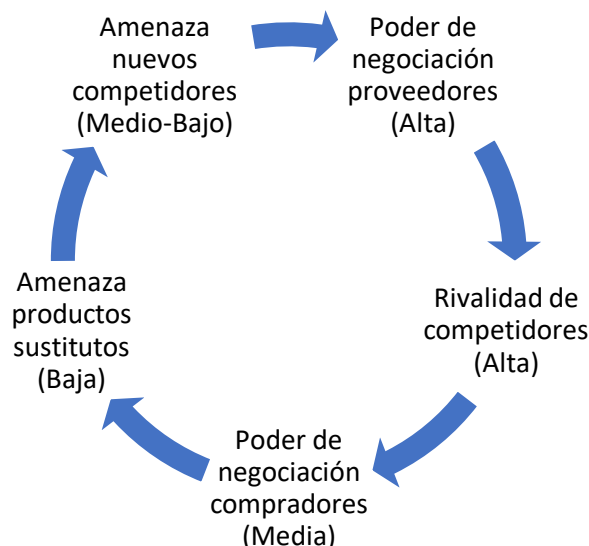 Amenaza
nuevos
competidores
(Medio-Bajo)
Poder de
negociación
proveedores
(Alta)
Rivalidad de
competidores
(Alta)
Poder de
negociación
compradores
(Media)
Amenaza
productos
sustitutos
(Baja)